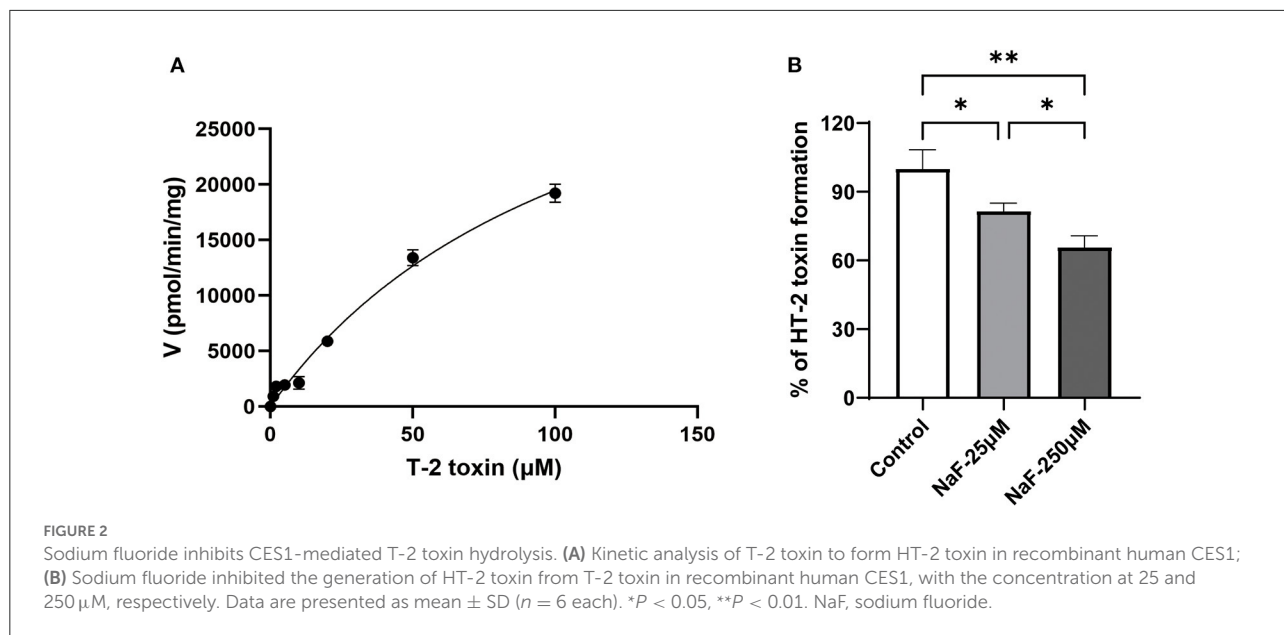 A
V (pmol/min/mg)
25000
20000
15000
10000
5000
0
0 50 100 150
T-2 toxin (µM)
B
**
* *
% of HT-2 toxin formation
120
90
60
30
0
Control
NaF-25µM
NaF-250µM
FIGURE 2
Sodium fluoride inhibits CES1-mediated T-2 toxin hydrolysis. (A) Kinetic analysis of T-2 toxin to form HT-2 toxin in recombinant human CES1;
(B) Sodium fluoride inhibited the generation of HT-2 toxin from T-2 toxin in recombinant human CES1, with the concentration at 25 and
250 µM, respectively. Data are presented as mean ± SD (n = 6 each). *P < 0.05, **P < 0.01. NaF, sodium fluoride.